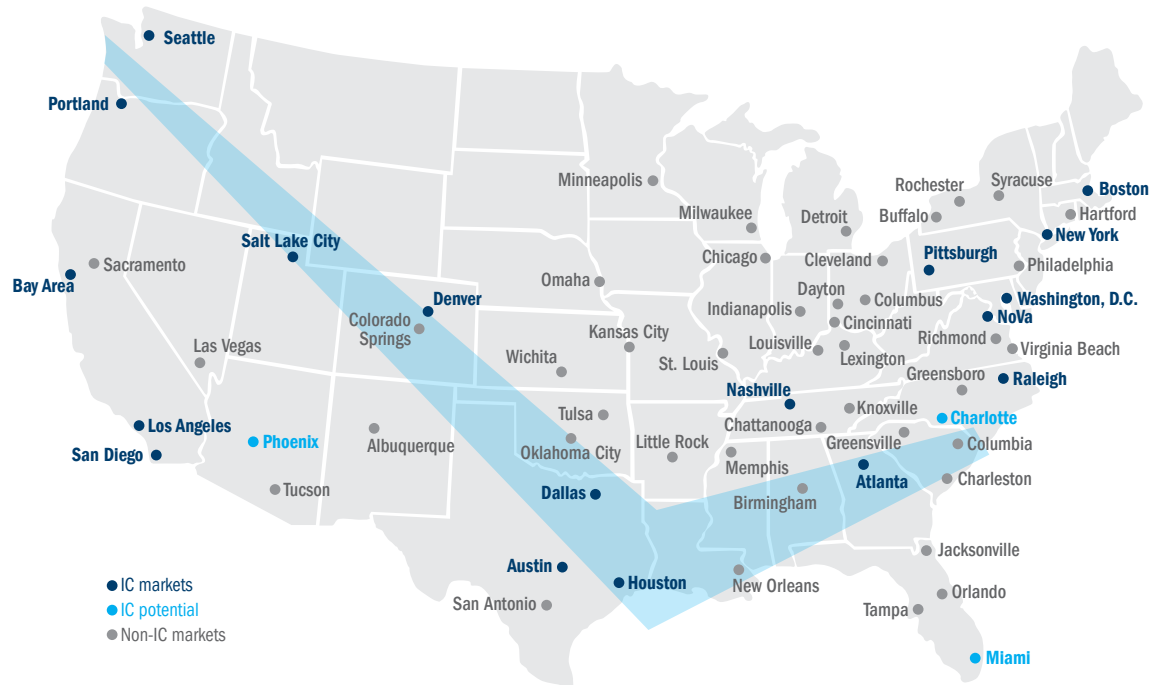 Seattle
Portland
Minneapolis
Rochester
Syracuse
Boston
Milwaukee
Detroit
Buffalo
Hartford
Salt Lake City
New York
Sacramento
Chicago
Cleveland
Pittsburgh
Philadelphia
Bay Area
Omaha
Denver
Dayton
Columbus
Washington, D.C.
Indianapolis
NoVa
Colorado
Springs
Kansas City
Cincinnati
Las Vegas
Wichita
St. Louis
Louisville
Lexington
Richmond
Virginia Beach
Greensboro
Raleigh
Nashville
Los Angeles
Phoenix
Albuquerque
Tulsa
Oklahoma City
Little Rock
Chattanooga
Knoxville
Charlotte
San Diego
Memphis
Greensville
Columbia
Tucson
Dallas
Birmingham
Atlanta
Charleston
Austin
Houston
New Orleans
Jacksonville
San Antonio
Orlando
Tampa
Miami
IC markets
IC potential
Non-IC markets